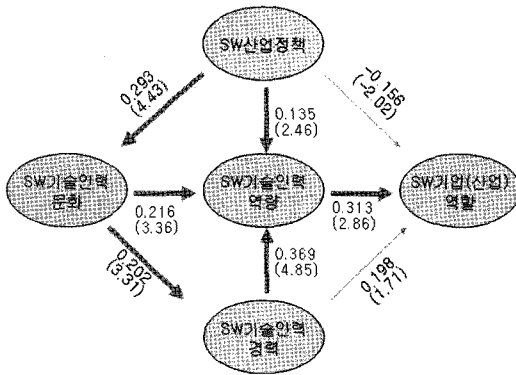 SW산업정책
0.293
(4.43)
0.135
(2.46)
-0.156
(-2.02)
SW기술인력
문화
0.216
(3.36)
SW기술인력
역량
0.313
(2.86)
SW기업(산업)
역할
0.202
(3.31)
0.369
(4.85)
0.198
(1.71)
SW기술인력
경력